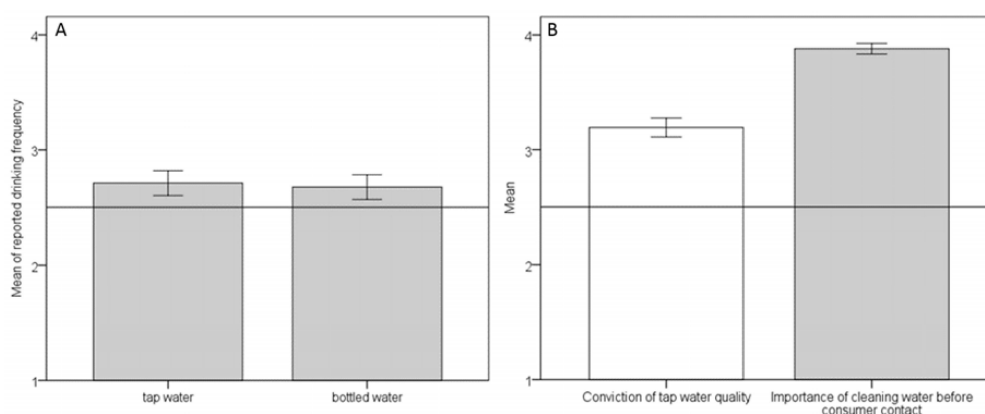 A
4
3
2
1
Mean of reported drinking frequency
tap water
bottled water
B
4
3
2
1
Mean
Conviction of tap water quality
Importance of cleaning water before
consumer contact